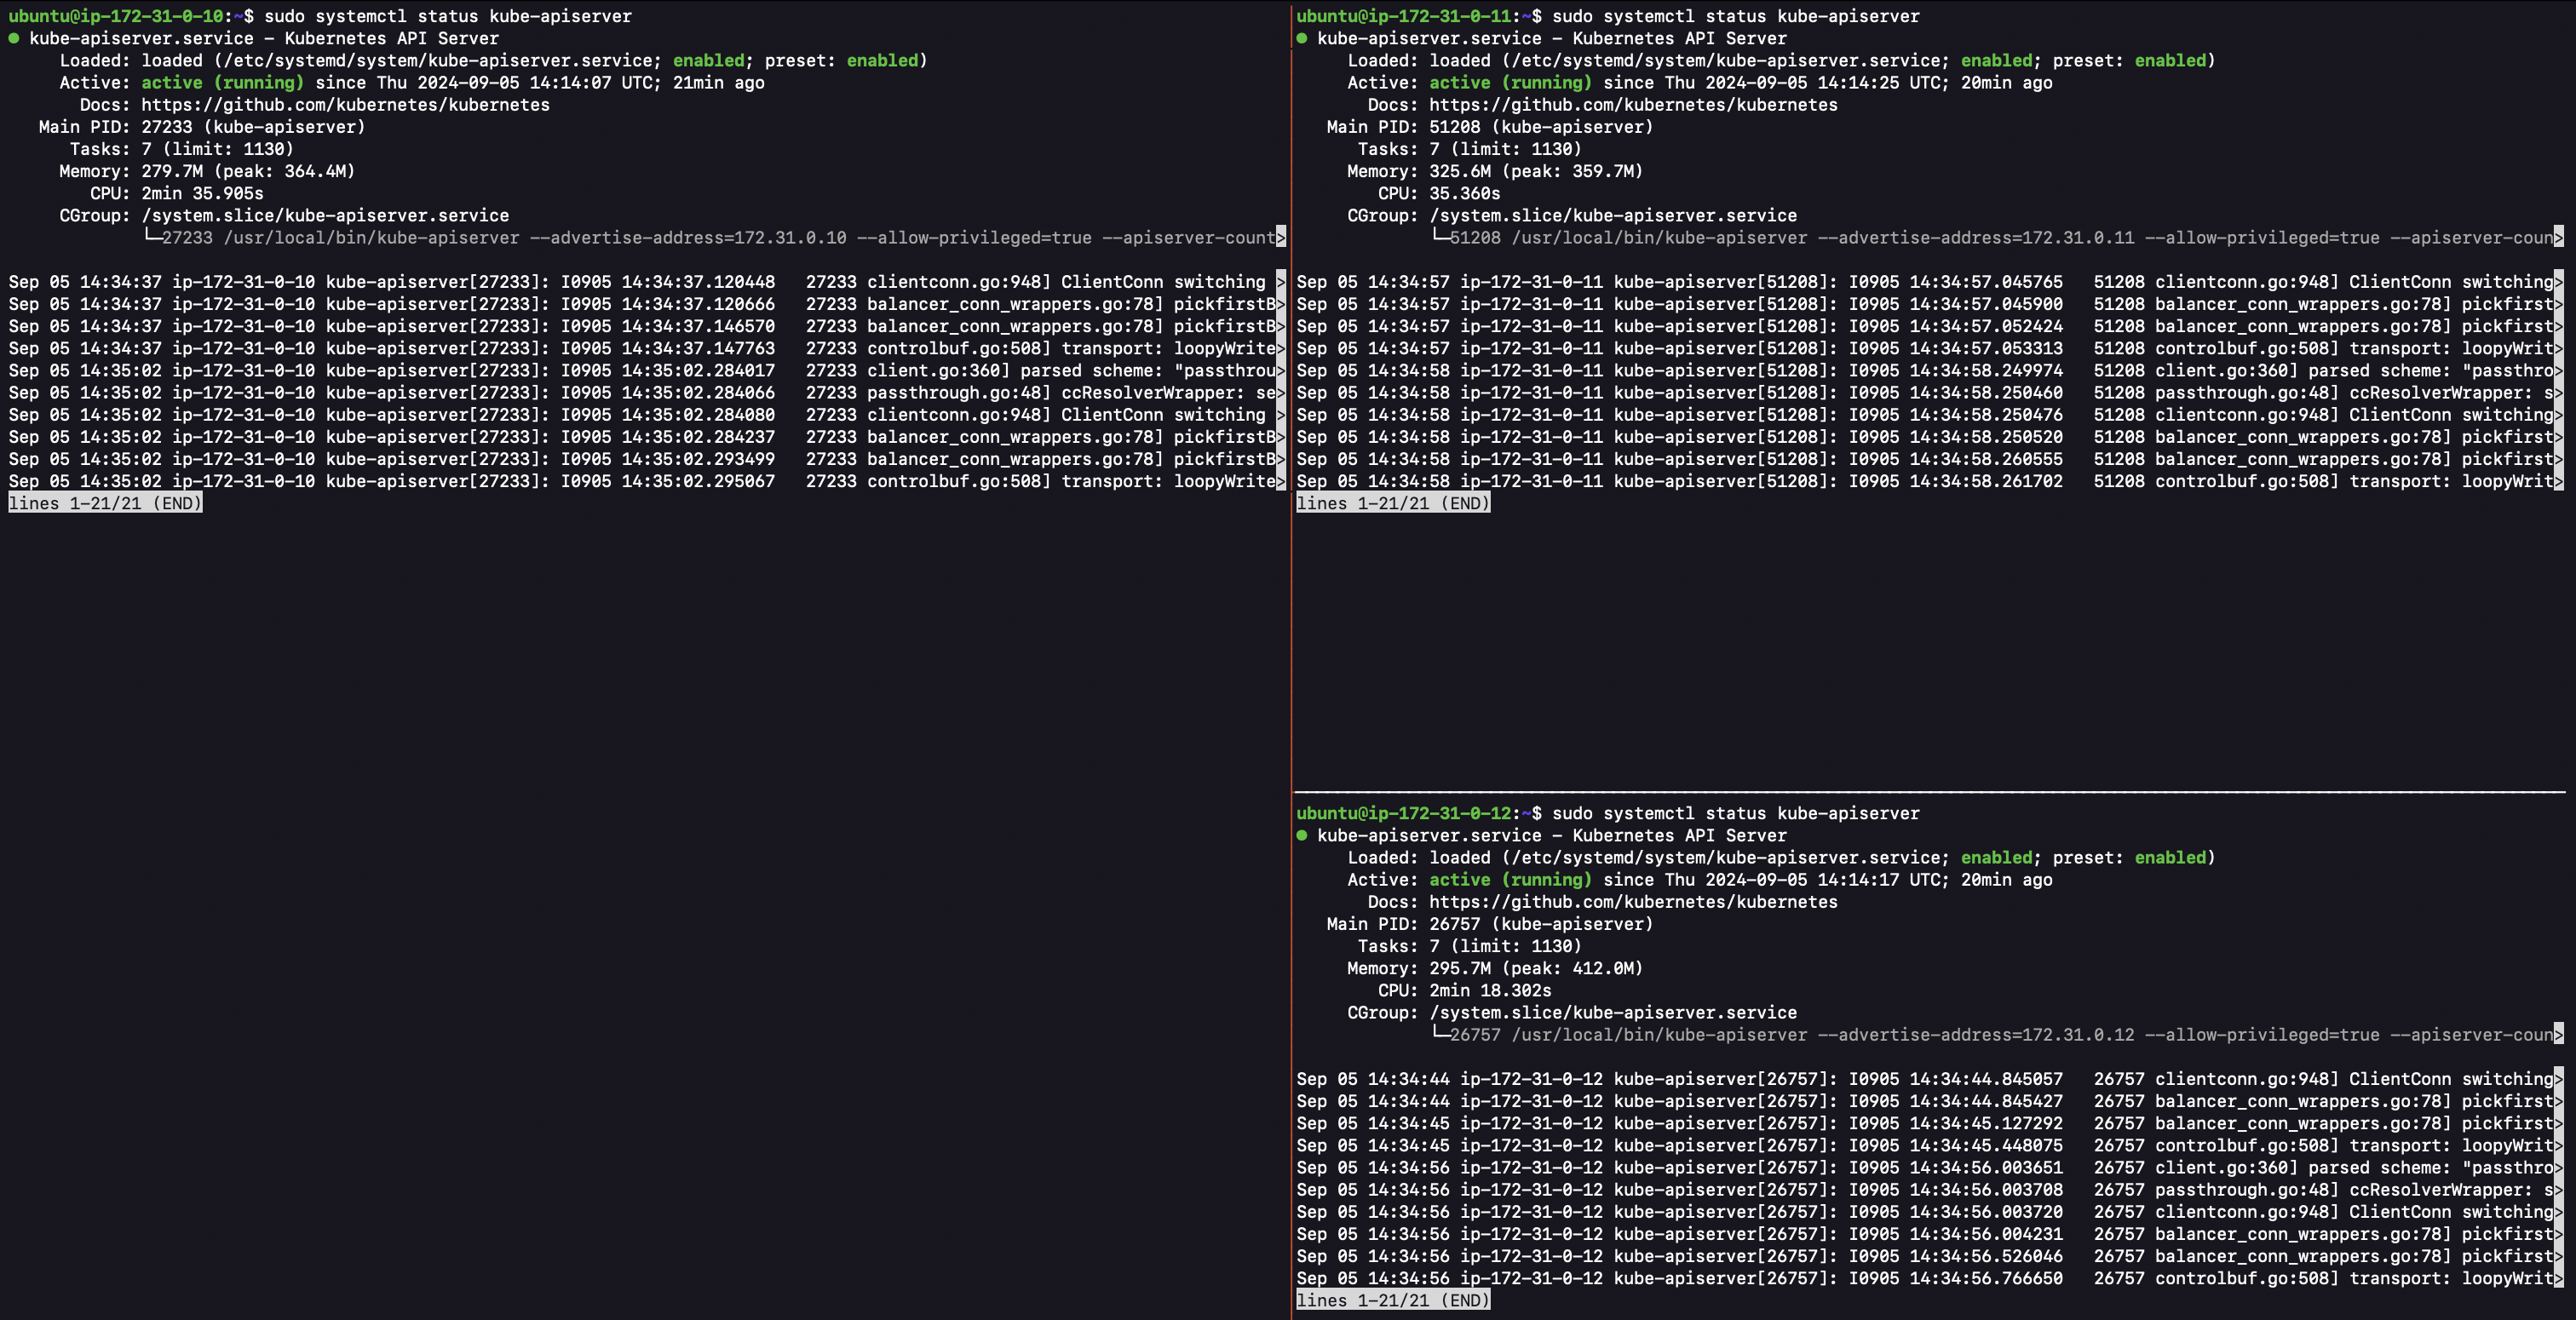 ubuntu@ip-172-31-0-10:~$ sudo systemctl status kube-apiserver
● kube-apiserver.service – Kubernetes API Server
Loaded: loaded (/etc/systemd/system/kube-apiserver.service; enabled; preset: enabled)
Active: active (running) since Thu 2024-09-05 14:14:07 UTC; 21min ago
Docs: https://github.com/kubernetes/kubernetes
Main PID: 27233 (kube-apiserver)
Tasks: 7 (limit: 1130)
Memory: 279.7M (peak: 364.4M)
CPU: 2min 35.905s
CGroup: /system.slice/kube-apiserver.service
└─27233 /usr/local/bin/kube-apiserver --advertise-address=172.31.0.10 --allow-privileged=true --apiserver-count>
Sep 05 14:34:37 ip-172-31-0-10 kube-apiserver[27233]: I0905 14:34:37.120448 27233 clientconn.go:948] ClientConn switching >
Sep 05 14:34:37 ip-172-31-0-10 kube-apiserver[27233]: I0905 14:34:37.120666 27233 balancer_conn_wrappers.go:78] pickfirstB>
Sep 05 14:34:37 ip-172-31-0-10 kube-apiserver[27233]: I0905 14:34:37.146570 27233 balancer_conn_wrappers.go:78] pickfirstB>
Sep 05 14:34:37 ip-172-31-0-10 kube-apiserver[27233]: I0905 14:34:37.147763 27233 controlbuf.go:508] transport: loopyWrite>
Sep 05 14:35:02 ip-172-31-0-10 kube-apiserver[27233]: I0905 14:35:02.284017 27233 client.go:360] parsed scheme: "passthrou>
Sep 05 14:35:02 ip-172-31-0-10 kube-apiserver[27233]: I0905 14:35:02.284066 27233 passthrough.go:48] ccResolverWrapper: se>
Sep 05 14:35:02 ip-172-31-0-10 kube-apiserver[27233]: I0905 14:35:02.284080 27233 clientconn.go:948] ClientConn switching >
Sep 05 14:35:02 ip-172-31-0-10 kube-apiserver[27233]: I0905 14:35:02.284237 27233 balancer_conn_wrappers.go:78] pickfirstB>
Sep 05 14:35:02 ip-172-31-0-10 kube-apiserver[27233]: I0905 14:35:02.293499 27233 balancer_conn_wrappers.go:78] pickfirstB>
Sep 05 14:35:02 ip-172-31-0-10 kube-apiserver[27233]: I0905 14:35:02.295067 27233 controlbuf.go:508] transport: loopyWrite>
lines 1-21/21 (END)
ubuntu@ip-172-31-0-11:~$ sudo systemctl status kube-apiserver
● kube-apiserver.service – Kubernetes API Server
Loaded: loaded (/etc/systemd/system/kube-apiserver.service; enabled; preset: enabled)
Active: active (running) since Thu 2024-09-05 14:14:25 UTC; 20min ago
Docs: https://github.com/kubernetes/kubernetes
Main PID: 51208 (kube-apiserver)
Tasks: 7 (limit: 1130)
Memory: 325.6M (peak: 359.7M)
CPU: 35.360s
CGroup: /system.slice/kube-apiserver.service
└─51208 /usr/local/bin/kube-apiserver --advertise-address=172.31.0.11 --allow-privileged=true --apiserver-coun>
Sep 05 14:34:57 ip-172-31-0-11 kube-apiserver[51208]: I0905 14:34:57.045765 51208 clientconn.go:948] ClientConn switching>
Sep 05 14:34:57 ip-172-31-0-11 kube-apiserver[51208]: I0905 14:34:57.045900 51208 balancer_conn_wrappers.go:78] pickfirst>
Sep 05 14:34:57 ip-172-31-0-11 kube-apiserver[51208]: I0905 14:34:57.052424 51208 balancer_conn_wrappers.go:78] pickfirst>
Sep 05 14:34:57 ip-172-31-0-11 kube-apiserver[51208]: I0905 14:34:57.053313 51208 controlbuf.go:508] transport: loopyWrit>
Sep 05 14:34:58 ip-172-31-0-11 kube-apiserver[51208]: I0905 14:34:58.249974 51208 client.go:360] parsed scheme: "passthro>
Sep 05 14:34:58 ip-172-31-0-11 kube-apiserver[51208]: I0905 14:34:58.250460 51208 passthrough.go:48] ccResolverWrapper: s>
Sep 05 14:34:58 ip-172-31-0-11 kube-apiserver[51208]: I0905 14:34:58.250476 51208 clientconn.go:948] ClientConn switching>
Sep 05 14:34:58 ip-172-31-0-11 kube-apiserver[51208]: I0905 14:34:58.250520 51208 balancer_conn_wrappers.go:78] pickfirst>
Sep 05 14:34:58 ip-172-31-0-11 kube-apiserver[51208]: I0905 14:34:58.260555 51208 balancer_conn_wrappers.go:78] pickfirst>
Sep 05 14:34:58 ip-172-31-0-11 kube-apiserver[51208]: I0905 14:34:58.261702 51208 controlbuf.go:508] transport: loopyWrit>
lines 1-21/21 (END)
ubuntu@ip-172-31-0-12:~$ sudo systemctl status kube-apiserver
● kube-apiserver.service – Kubernetes API Server
Loaded: loaded (/etc/systemd/system/kube-apiserver.service; enabled; preset: enabled)
Active: active (running) since Thu 2024-09-05 14:14:17 UTC; 20min ago
Docs: https://github.com/kubernetes/kubernetes
Main PID: 26757 (kube-apiserver)
Tasks: 7 (limit: 1130)
Memory: 295.7M (peak: 412.0M)
CPU: 2min 18.302s
CGroup: /system.slice/kube-apiserver.service
└─26757 /usr/local/bin/kube-apiserver --advertise-address=172.31.0.12 --allow-privileged=true --apiserver-coun>
Sep 05 14:34:44 ip-172-31-0-12 kube-apiserver[26757]: I0905 14:34:44.845057 26757 clientconn.go:948] ClientConn switching>
Sep 05 14:34:44 ip-172-31-0-12 kube-apiserver[26757]: I0905 14:34:44.845427 26757 balancer_conn_wrappers.go:78] pickfirst>
Sep 05 14:34:45 ip-172-31-0-12 kube-apiserver[26757]: I0905 14:34:45.127292 26757 balancer_conn_wrappers.go:78] pickfirst>
Sep 05 14:34:45 ip-172-31-0-12 kube-apiserver[26757]: I0905 14:34:45.448075 26757 controlbuf.go:508] transport: loopyWrit>
Sep 05 14:34:56 ip-172-31-0-12 kube-apiserver[26757]: I0905 14:34:56.003651 26757 client.go:360] parsed scheme: "passthro>
Sep 05 14:34:56 ip-172-31-0-12 kube-apiserver[26757]: I0905 14:34:56.003708 26757 passthrough.go:48] ccResolverWrapper: s>
Sep 05 14:34:56 ip-172-31-0-12 kube-apiserver[26757]: I0905 14:34:56.003720 26757 clientconn.go:948] ClientConn switching>
Sep 05 14:34:56 ip-172-31-0-12 kube-apiserver[26757]: I0905 14:34:56.004231 26757 balancer_conn_wrappers.go:78] pickfirst>
Sep 05 14:34:56 ip-172-31-0-12 kube-apiserver[26757]: I0905 14:34:56.526046 26757 balancer_conn_wrappers.go:78] pickfirst>
Sep 05 14:34:56 ip-172-31-0-12 kube-apiserver[26757]: I0905 14:34:56.766650 26757 controlbuf.go:508] transport: loopyWrit>
lines 1-21/21 (END)